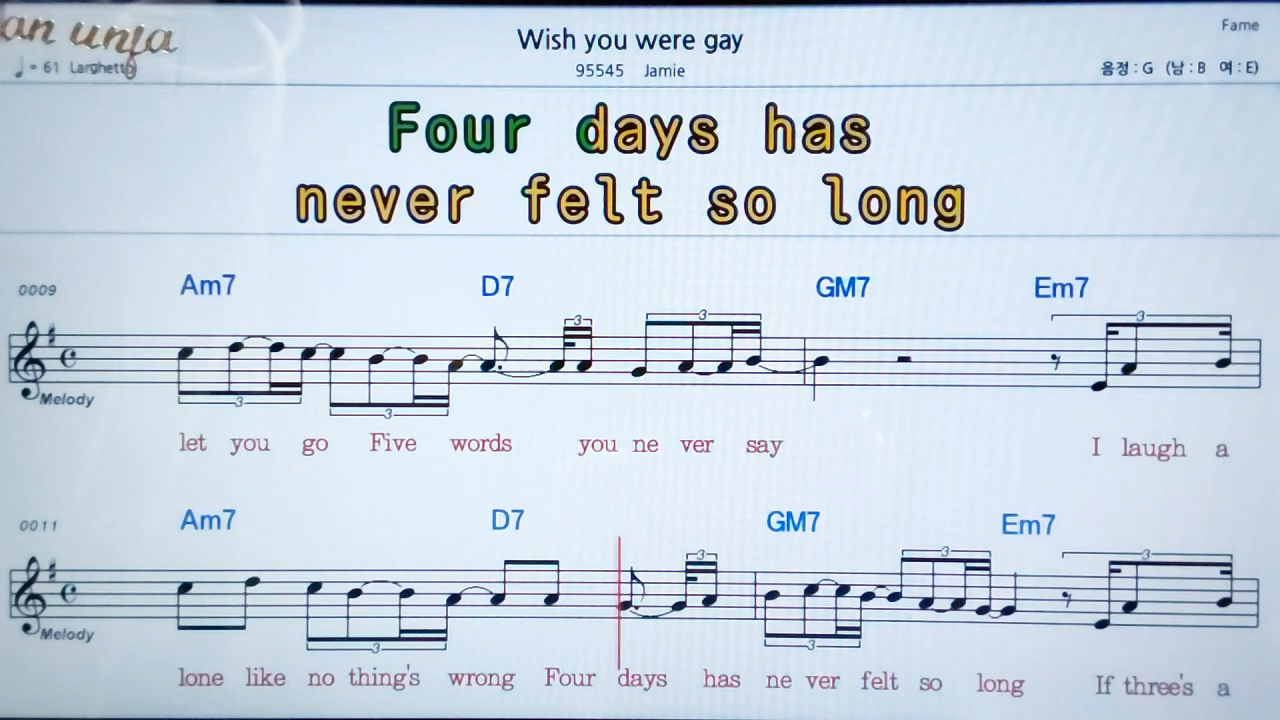 an unja
Fame
Wish you were gay
♩= 61 Larghetto
95545 Jamie
음정 : G (남 : B 여 : E)
Four days has
never felt so long
0009
Am7 D7 GM7 Em7
3 3 3 3 3
Melody
let you go Five words you ne ver say I laugh a
0011
Am7 D7 GM7 Em7
3 3 3 3 3
Melody
lone like no thing's wrong Four days has ne ver felt so long If three's a